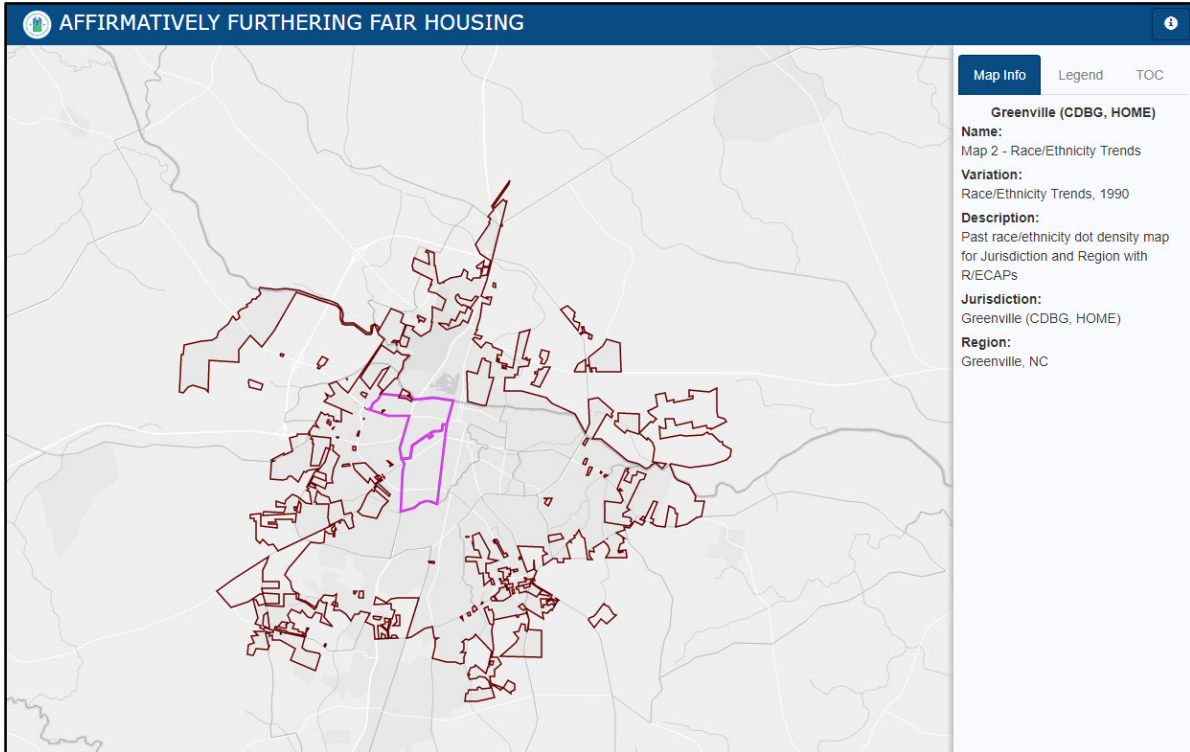 AFFIRMATIVELY FURTHERING FAIR HOUSING
Map Info Legend TOC
Greenville (CDBG, HOME)
Name:
Map 2 - Race/Ethnicity Trends
Variation:
Race/Ethnicity Trends, 1990
Description:
Past race/ethnicity dot density map
for Jurisdiction and Region with
R/ECAPs
Jurisdiction:
Greenville (CDBG, HOME)
Region:
Greenville, NC